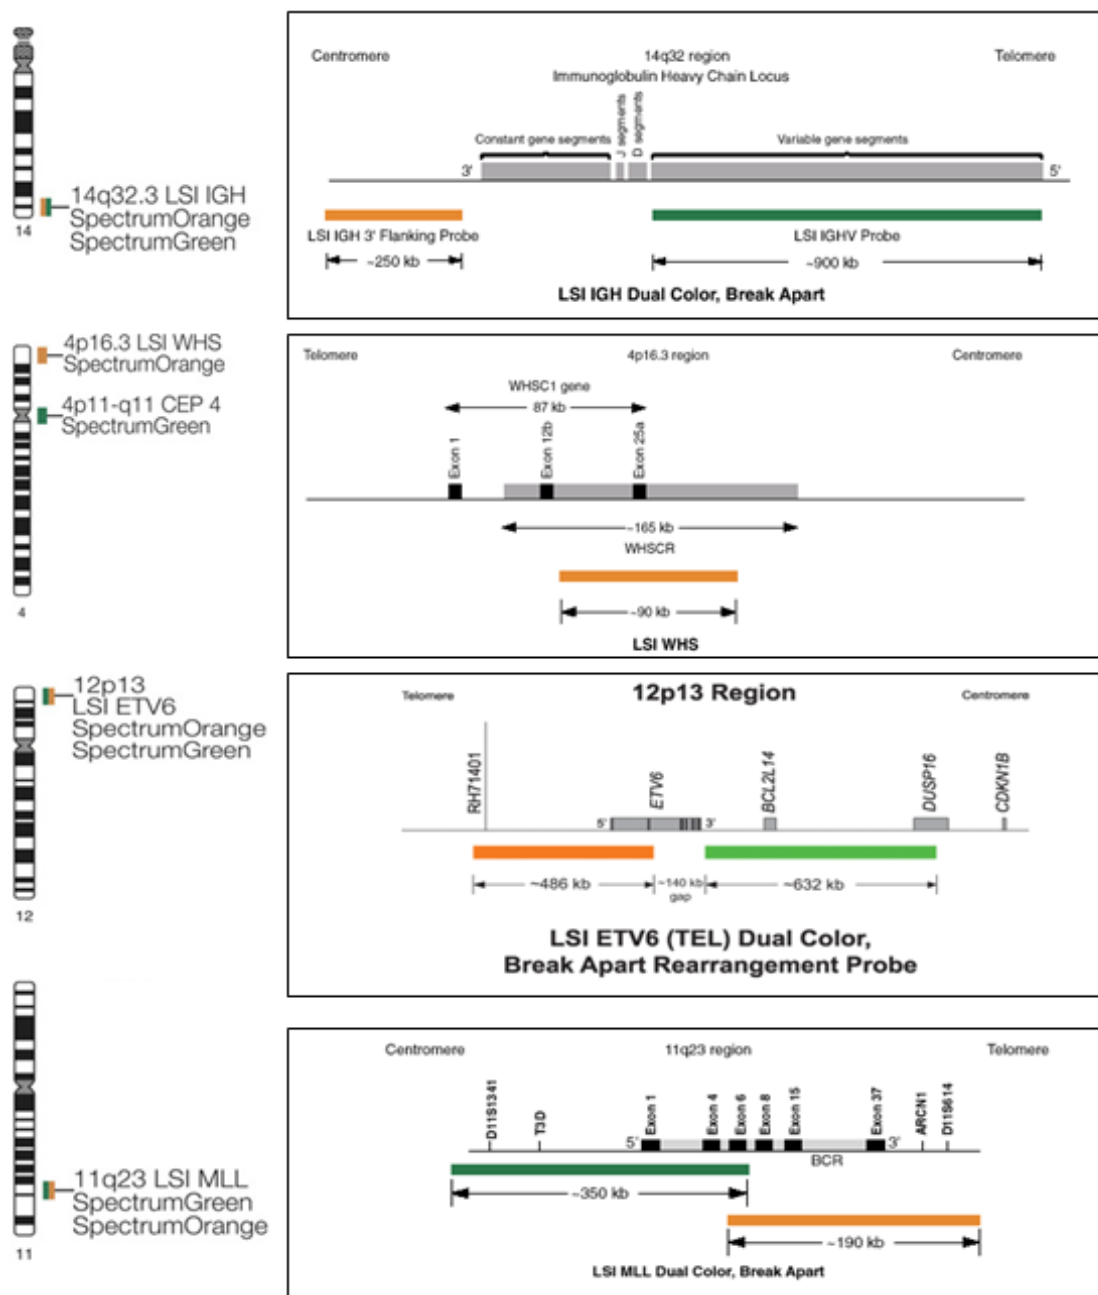 14q32.3 LSI IGH
SpectrumOrange
SpectrumGreen
14
Centromere
14q32 region
Telomere
Immunoglobulin Heavy Chain Locus
Constant gene segments
J segments
D segments
Variable gene segments
3'
5'
LSI IGH 3' Flanking Probe
LSI IGHV Probe
~250 kb
~900 kb
LSI IGH Dual Color, Break Apart
4p16.3 LSI WHS
SpectrumOrange
4p11-q11 CEP 4
SpectrumGreen
4
Telomere
4p16.3 region
Centromere
WHSC1 gene
87 kb
Exon 1
Exon 12b
Exon 25a
~165 kb
WHSCR
~90 kb
LSI WHS
12p13
LSI ETV6
SpectrumOrange
SpectrumGreen
12
Telomere
12p13 Region
Centromere
RH71401
ETV6
BCL2L14
DUSP16
CDKN1B
5'
3'
~486 kb
~140 kb
gap
~632 kb
LSI ETV6 (TEL) Dual Color,
Break Apart Rearrangement Probe
11q23 LSI MLL
SpectrumGreen
SpectrumOrange
11
Centromere
11q23 region
Telomere
D11S1341
T3D
Exon 1
Exon 4
Exon 6
Exon 8
Exon 15
Exon 37
ARCN1
D11S614
5'
3'
BCR
~350 kb
~190 kb
LSI MLL Dual Color, Break Apart